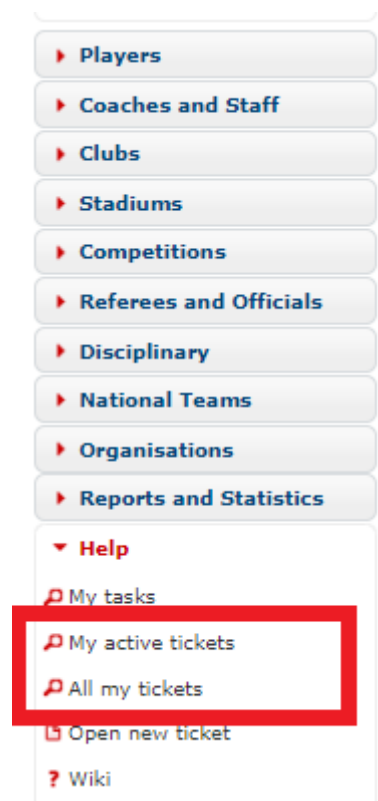 Players
Coaches and Staff
Clubs
Stadiums
Competitions
Referees and Officials
Disciplinary
National Teams
Organisations
Reports and Statistics
Help
My tasks
My active tickets
All my tickets
Open new ticket
? Wiki